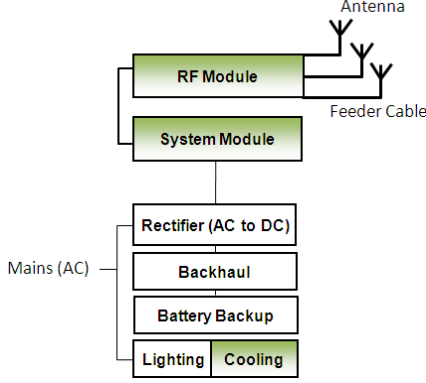 Antenna
RF Module
Feeder Cable
System Module
Rectifier (AC to DC)
Mains (AC)
Backhaul
Battery Backup
Lighting
Cooling